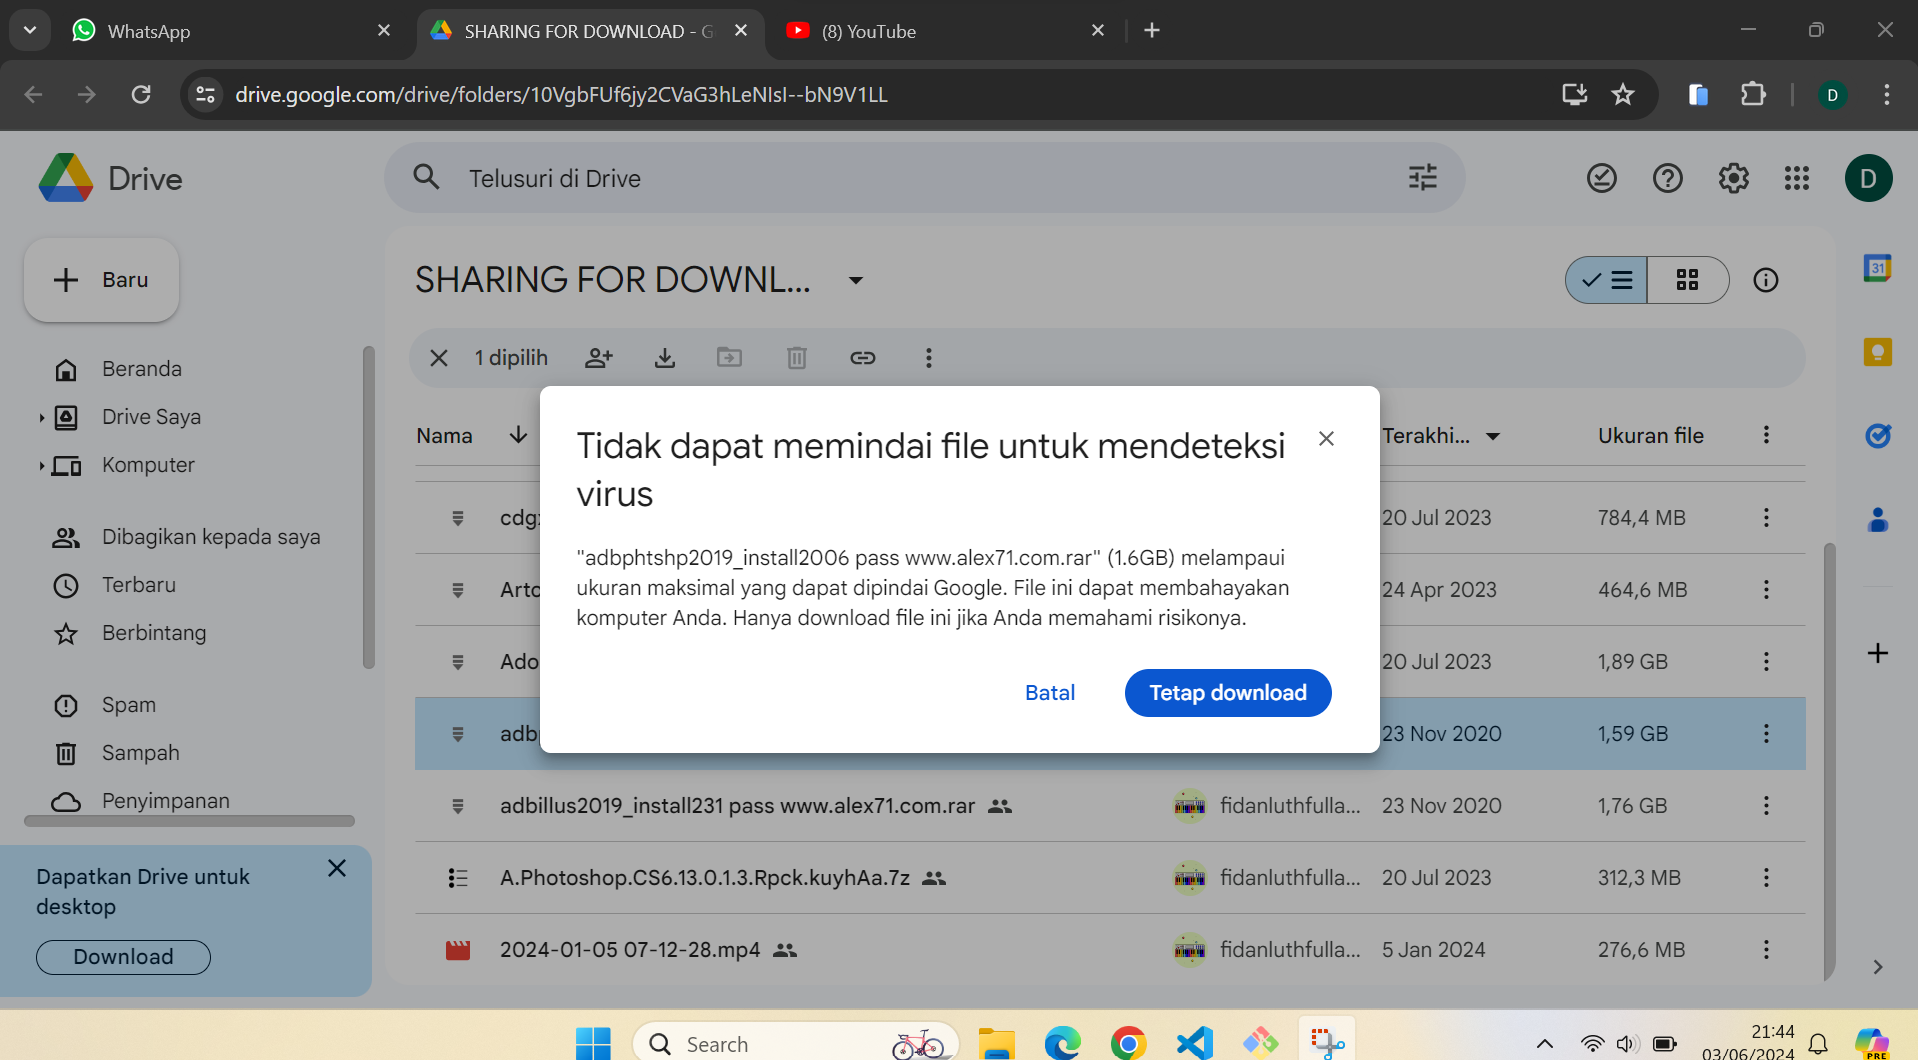 WhatsApp
SHARING FOR DOWNLOAD - G
(8) YouTube
drive.google.com/drive/folders/10VgbFUf6jy2CVaG3hLeNIsI--bN9V1LL
D
Drive
Telusuri di Drive
D
Baru
SHARING FOR DOWNL...
31
1 dipilih
Beranda
Drive Saya
Komputer
Dibagikan kepada saya
Terbaru
Berbintang
Spam
Sampah
Penyimpanan
Dapatkan Drive untuk
desktop
Download
Nama
Terakhi...
Ukuran file
20 Jul 2023
784,4 MB
24 Apr 2023
464,6 MB
20 Jul 2023
1,89 GB
23 Nov 2020
1,59 GB
Tidak dapat memindai file untuk mendeteksi
virus
"adbphtshp2019_install2006 pass www.alex71.com.rar" (1.6GB) melampaui
ukuran maksimal yang dapat dipindai Google. File ini dapat membahayakan
komputer Anda. Hanya download file ini jika Anda memahami risikonya.
Batal
Tetap download
adbillus2019_install231 pass www.alex71.com.rar
fidanluthfulla...
23 Nov 2020
1,76 GB
A.Photoshop.CS6.13.0.1.3.Rpck.kuyhAa.7z
fidanluthfulla...
20 Jul 2023
312,3 MB
2024-01-05 07-12-28.mp4
fidanluthfulla...
5 Jan 2024
276,6 MB
Search
21:44
03/06/2024
PRE